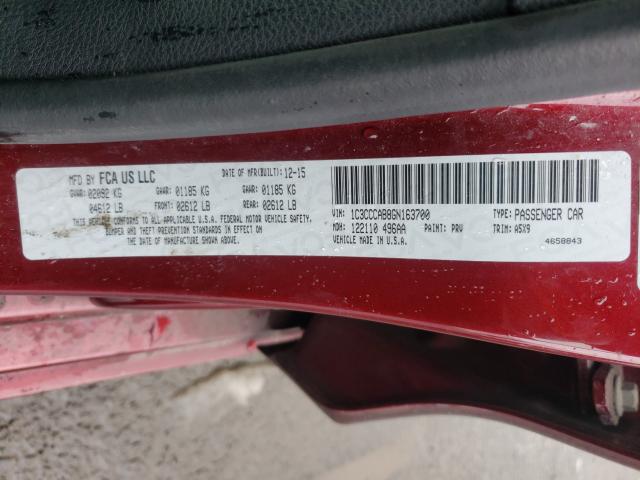 MFD BY FCA US LLC DATE OF MFR(BUILT): 12-15
GVWR: 02092 KG GAWR: 01185 KG GAWR: 01185 KG
04612 LB FRONT: 02612 LB REAR: 02612 LB
THIS VEHICLE CONFORMS TO ALL APPLICABLE U.S.A. FEDERAL MOTOR VEHICLE SAFETY,
BUMPER AND THEFT PREVENTION STANDARDS IN EFFECT
ON THE DATE OF MANUFACTURE SHOWN ABOVE.
VIN: 1C3CCCAB8GN163700 TYPE: PASSENGER CAR
MDH: 122110 496AA PAINT: PRV TRIM: A5X9
VEHICLE MADE IN U.S.A. 4658843